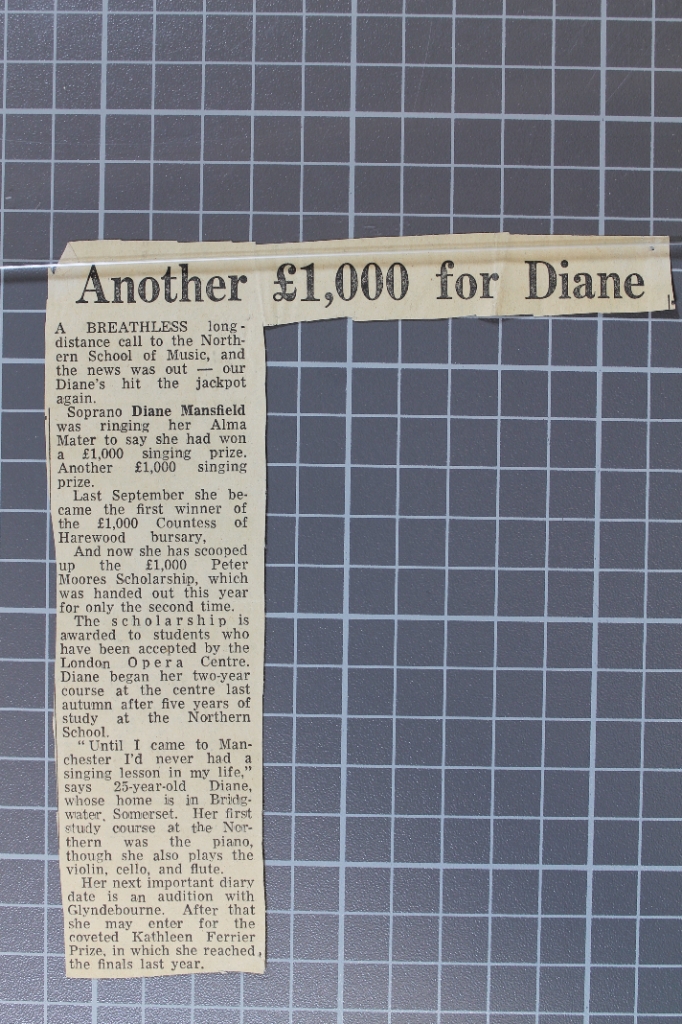 Another £1,000 for Diane
A BREATHLESS long-
distance call to the North-
ern School of Music, and
the news was out — our
Diane's hit the jackpot
again.
Soprano Diane Mansfield
was ringing her Alma
Mater to say she had won
a £1,000 singing prize.
Another £1,000 singing
prize.
Last September she be-
came the first winner of
the £1,000 Countess of
Harewood bursary,
And now she has scooped
up the £1,000 Peter
Moores Scholarship, which
was handed out this year
for only the second time.
The scholarship is
awarded to students who
have been accepted by the
London Opera Centre.
Diane began her two-year
course at the centre last
autumn after five years of
study at the Northern
School.
"Until I came to Man-
chester I'd never had a
singing lesson in my life,"
says 25-year-old Diane,
whose home is in Bridg-
water, Somerset. Her first
study course at the Nor-
thern was the piano,
though she also plays the
violin, cello, and flute.
Her next important diary
date is an audition with
Glyndebourne. After that
she may enter for the
coveted Kathleen Ferrier
Prize, in which she reached,
the finals last year.